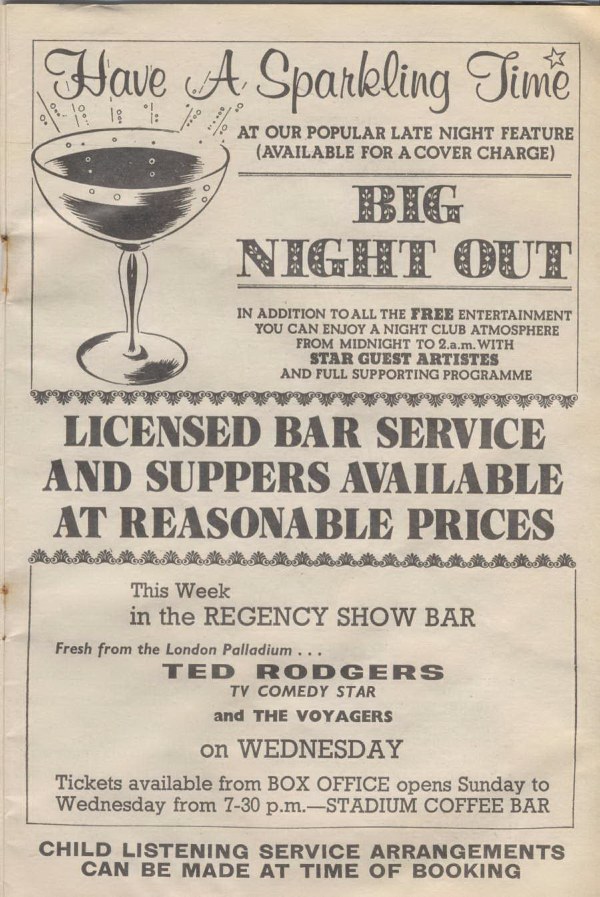 Have A Sparkling Time
AT OUR POPULAR LATE NIGHT FEATURE
(AVAILABLE FOR A COVER CHARGE)
BIG
NIGHT OUT
IN ADDITION TO ALL THE FREE ENTERTAINMENT
YOU CAN ENJOY A NIGHT CLUB ATMOSPHERE
FROM MIDNIGHT TO 2.a.m. WITH
STAR GUEST ARTISTES
AND FULL SUPPORTING PROGRAMME
LICENSED BAR SERVICE
AND SUPPERS AVAILABLE
AT REASONABLE PRICES
This Week
in the REGENCY SHOW BAR
Fresh from the London Palladium . . .
TED RODGERS
TV COMEDY STAR
and THE VOYAGERS
on WEDNESDAY
Tickets available from BOX OFFICE opens Sunday to
Wednesday from 7-30 p.m.—STADIUM COFFEE BAR
CHILD LISTENING SERVICE ARRANGEMENTS
CAN BE MADE AT TIME OF BOOKING